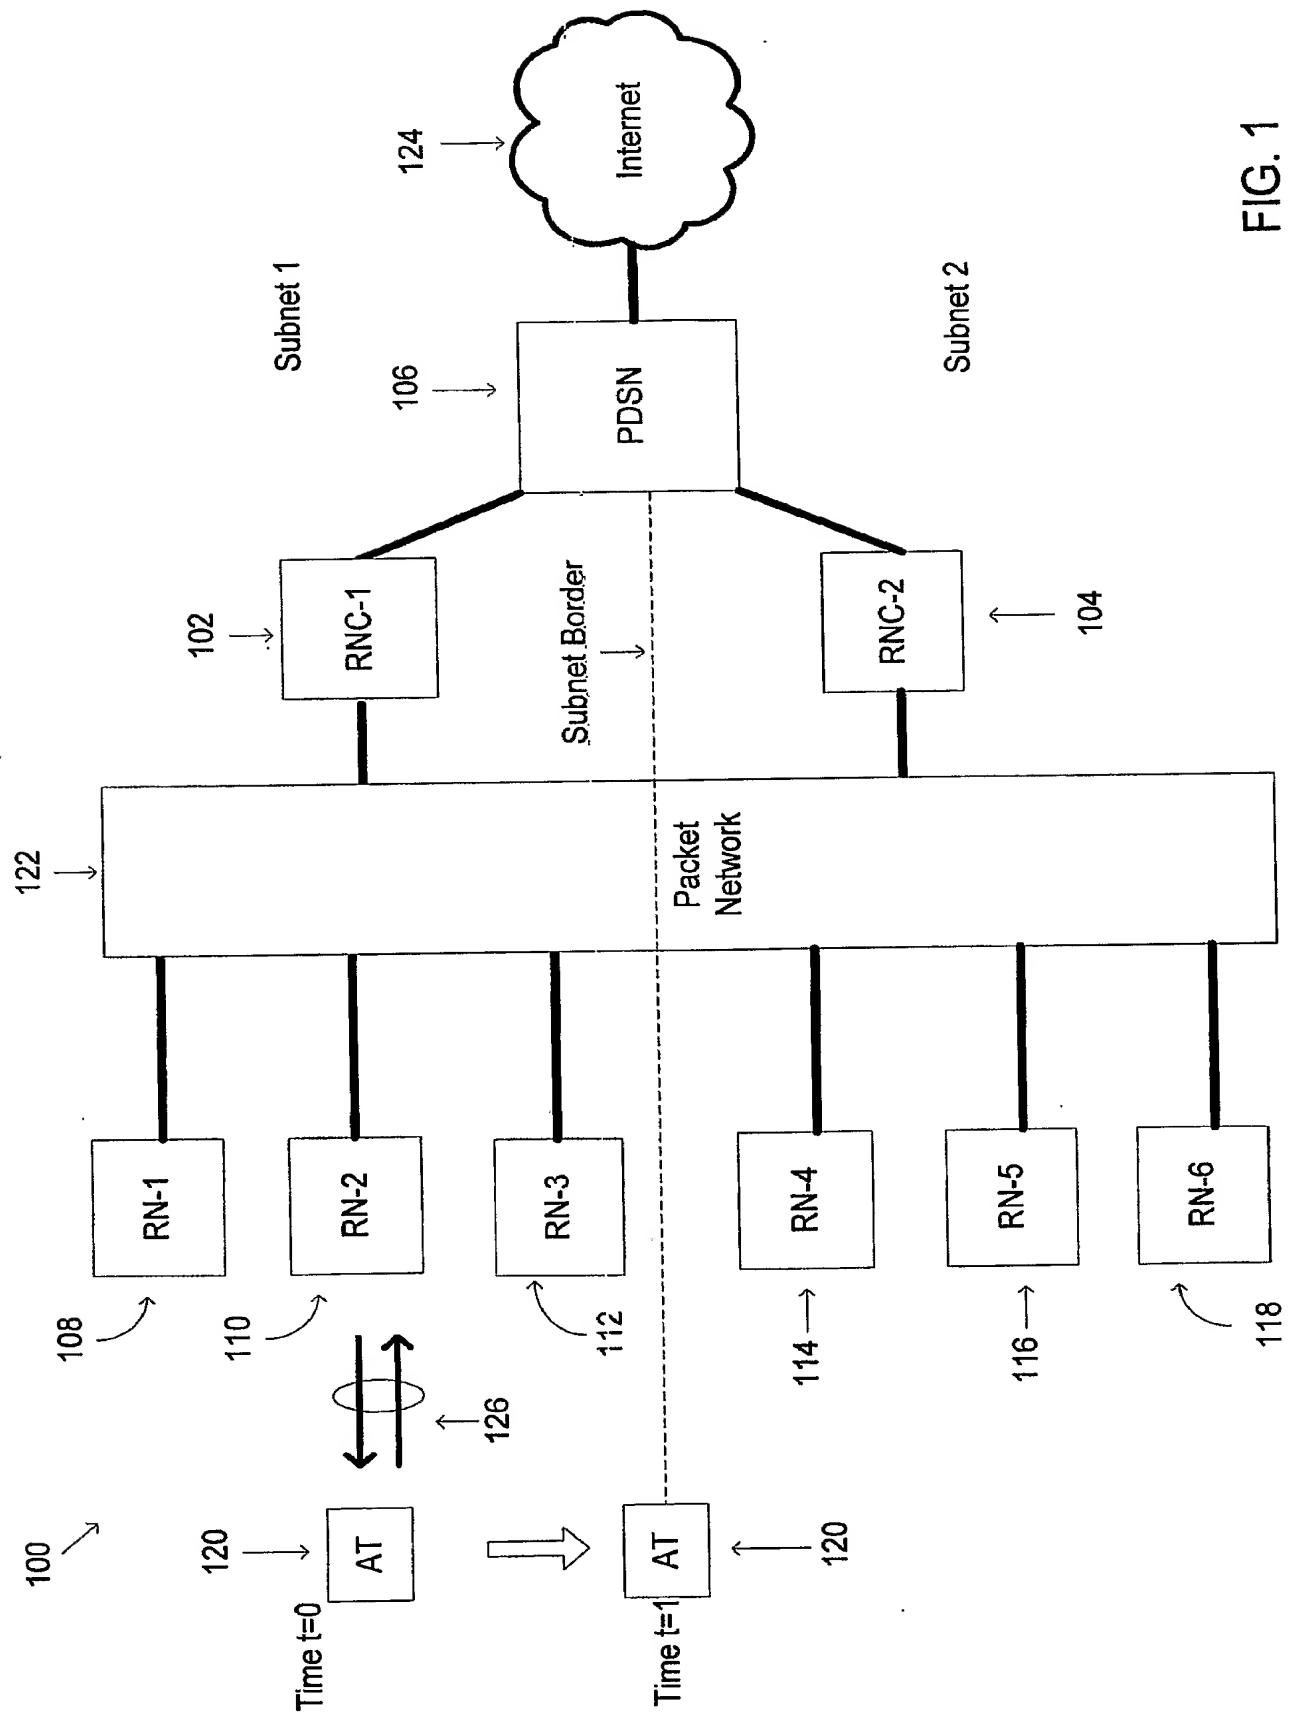 100
Time t=0
120
AT
126
Time t=1
AT
120
108
RN-1
110
RN-2
112
RN-3
114
RN-4
116
RN-5
118
RN-6
122
Packet
Network
102
RNC-1
Subnet Border
RNC-2
104
106
PDSN
Subnet 1
Subnet 2
124
Internet
FIG. 1